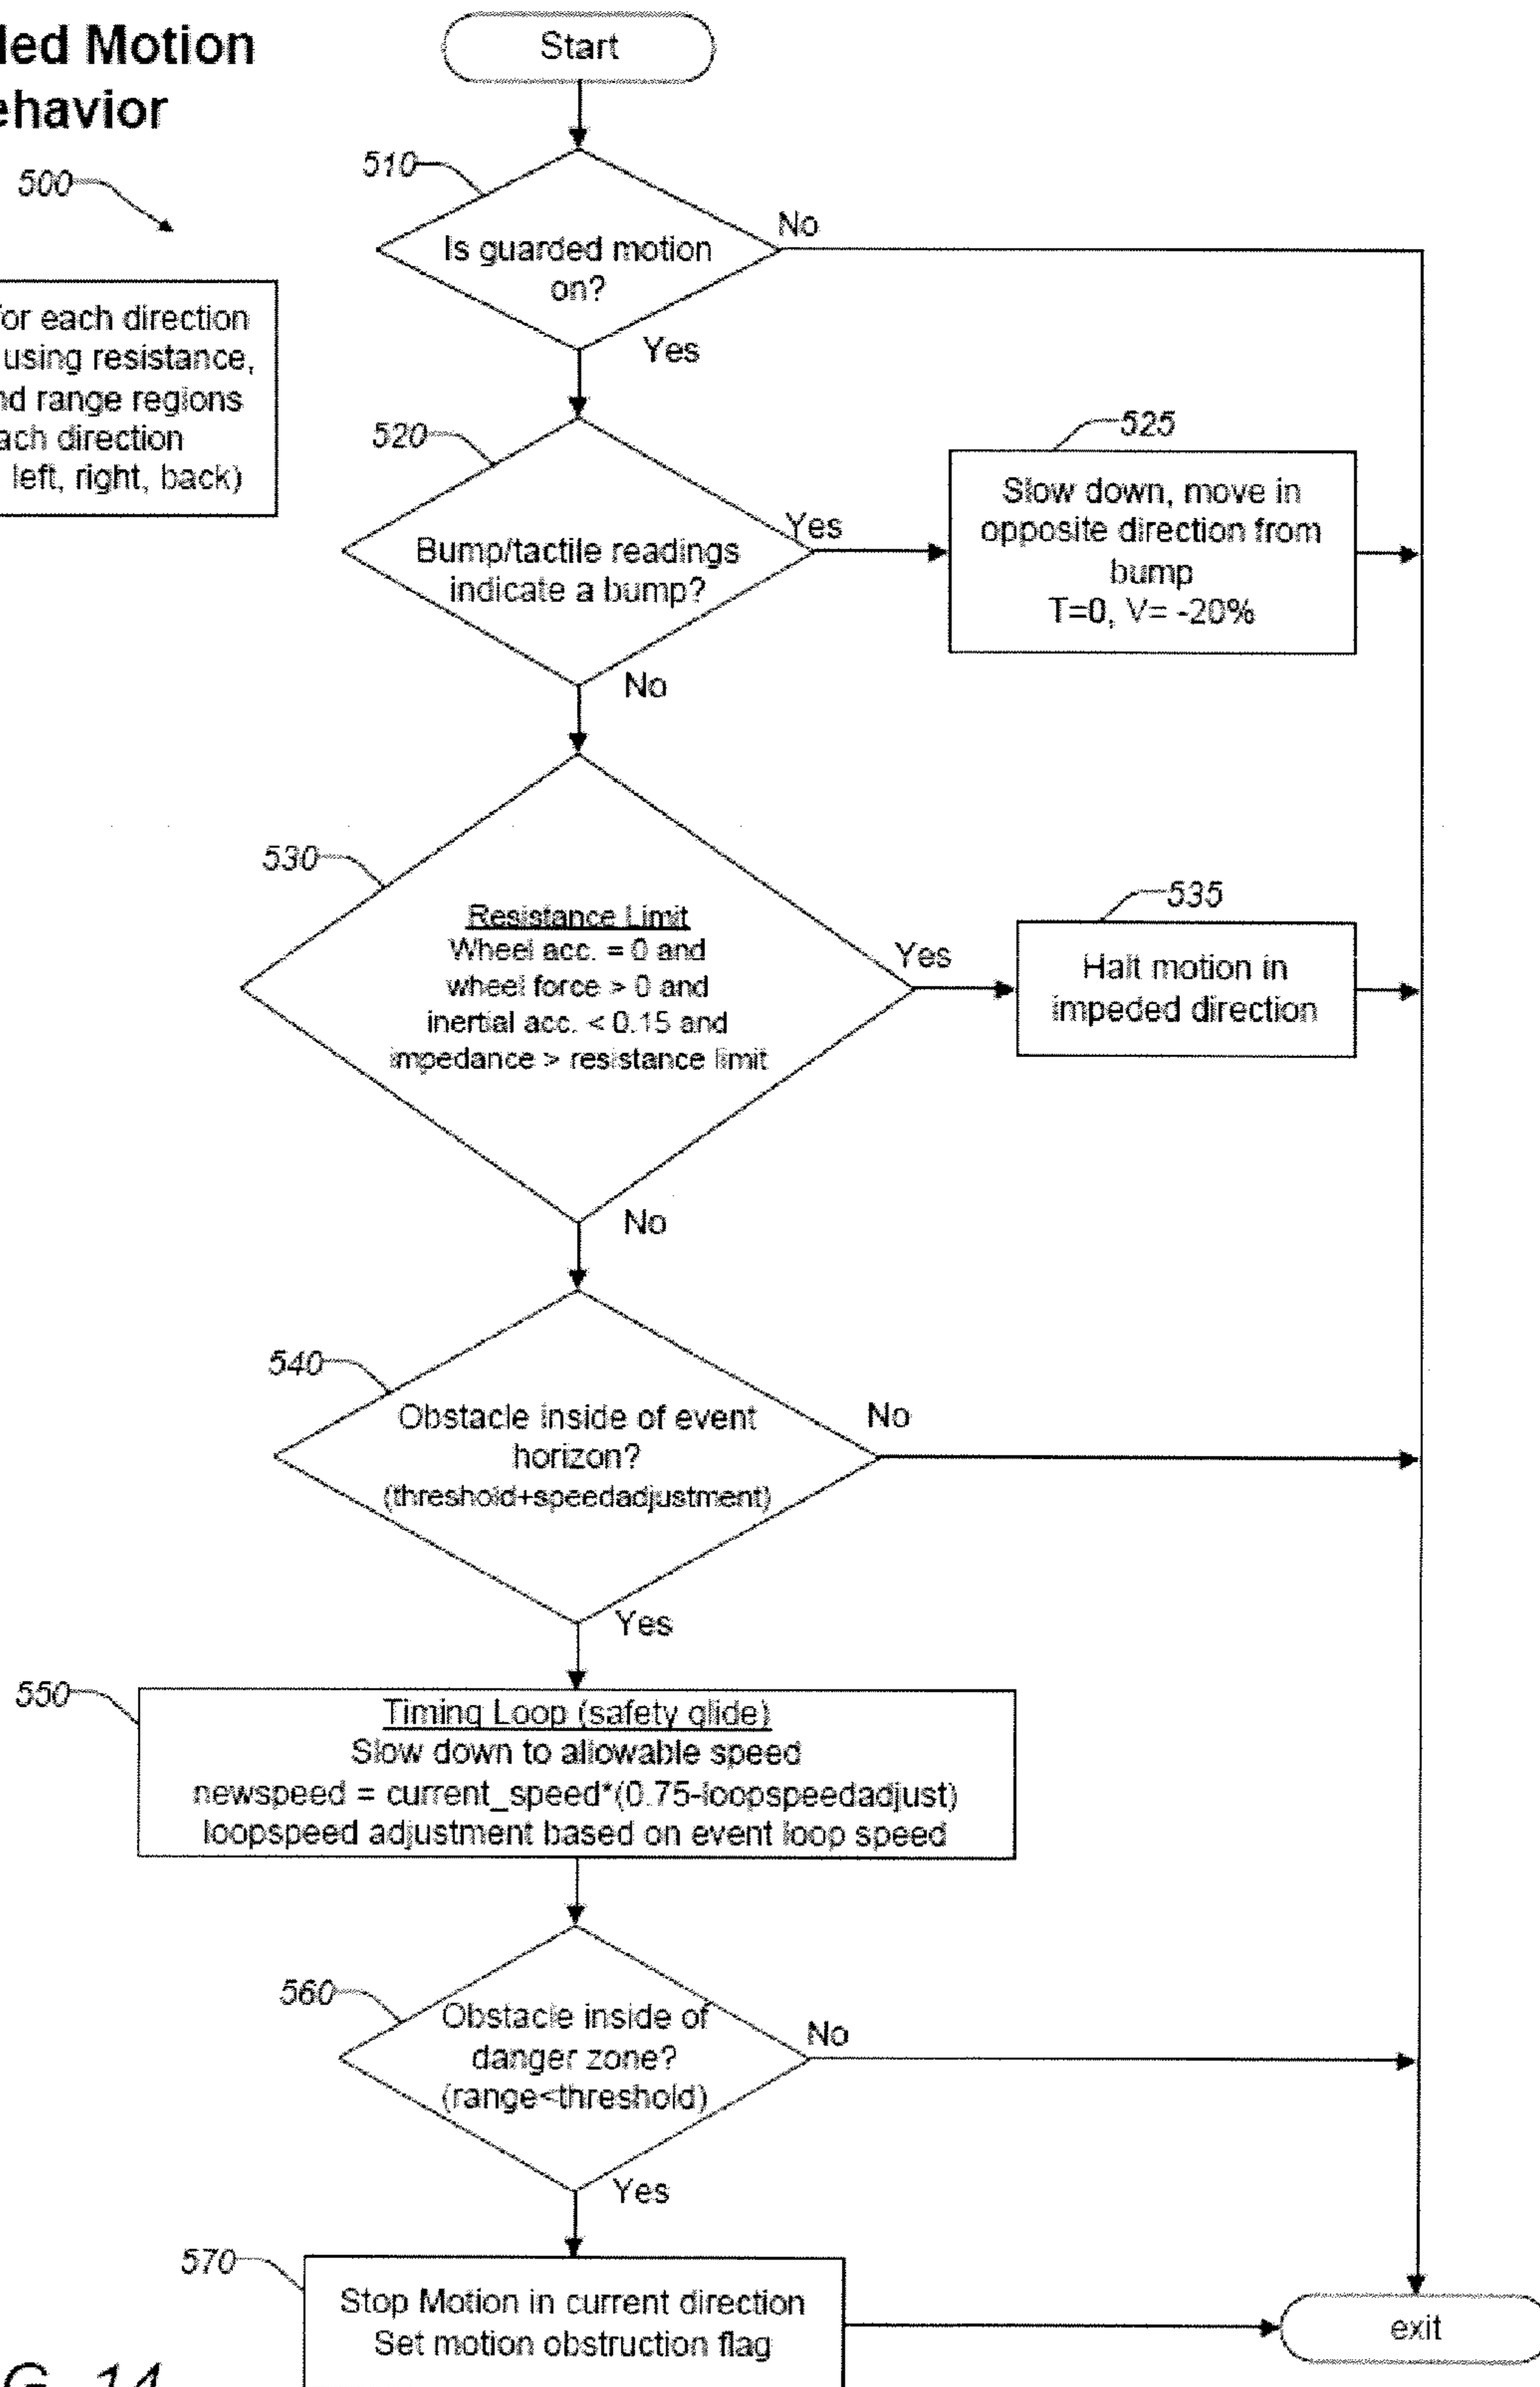 Motion
Start
510
500
No
Is guarded motion
on?
for each direction
using resistance,
range regions
direction
left, right, back)
Yes
520
525
Slow down, move in
opposite direction from
bump
T=0, V= -20%
Yes
Bump/tactile readings
indicate a bump?
No
530
535
Resistance Limit
Wheel acc. = 0 and
wheel force > 0 and
inertial acc. < 0.15 and
impedance > resistance limit
Yes
Halt motion in
impeded direction
No
540
Obstacle inside of event
horizon?
(threshold+speedadjustment)
No
Yes
550
Timing Loop (safety glide)
Slow down to allowable speed
newspeed = current_speed*(0.75-loopspeedadjust)
loopspeed adjustment based on event loop speed
560
Obstacle inside of
danger zone?
(range<threshold)
No
Yes
570
Stop Motion in current direction
Set motion obstruction flag
exit
14